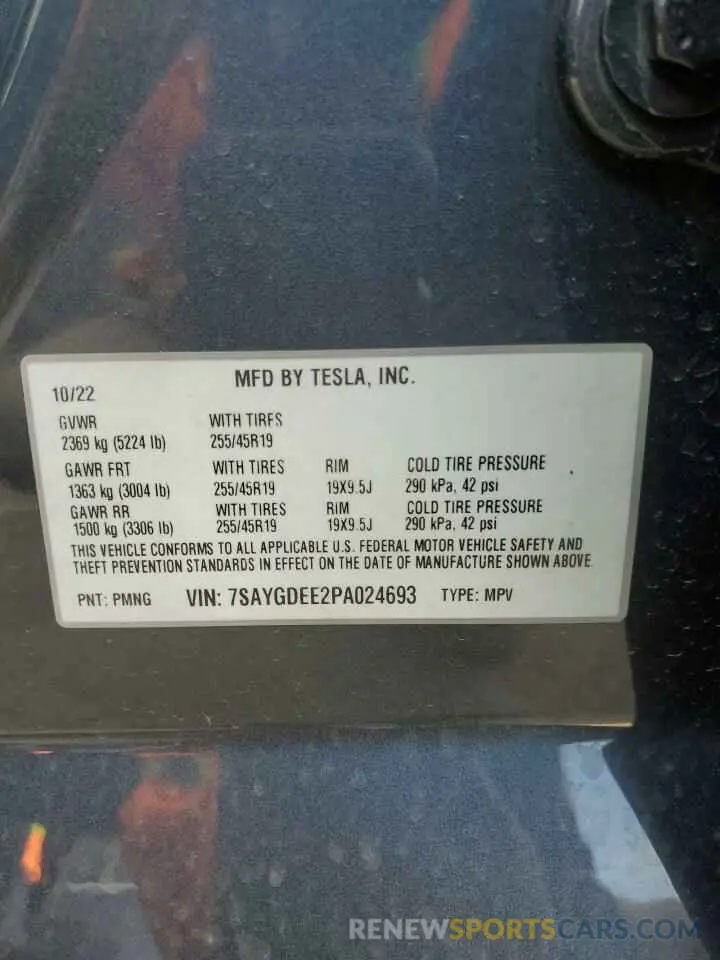 MFD BY TESLA, INC.
10/22
GVWR WITH TIRES
2369 kg (5224 lb) 255/45R19
GAWR FRT WITH TIRES RIM COLD TIRE PRESSURE
1363 kg (3004 lb) 255/45R19 19X9.5J 290 kPa, 42 psi
GAWR RR WITH TIRES RIM COLD TIRE PRESSURE
1500 kg (3306 lb) 255/45R19 19X9.5J 290 kPa, 42 psi
THIS VEHICLE CONFORMS TO ALL APPLICABLE U.S. FEDERAL MOTOR VEHICLE SAFETY AND
THEFT PREVENTION STANDARDS IN EFFECT ON THE DATE OF MANUFACTURE SHOWN ABOVE
PNT: PMNG VIN: 7SAYGDEE2PA024693 TYPE: MPV
RENEWSPORTSCARS.COM